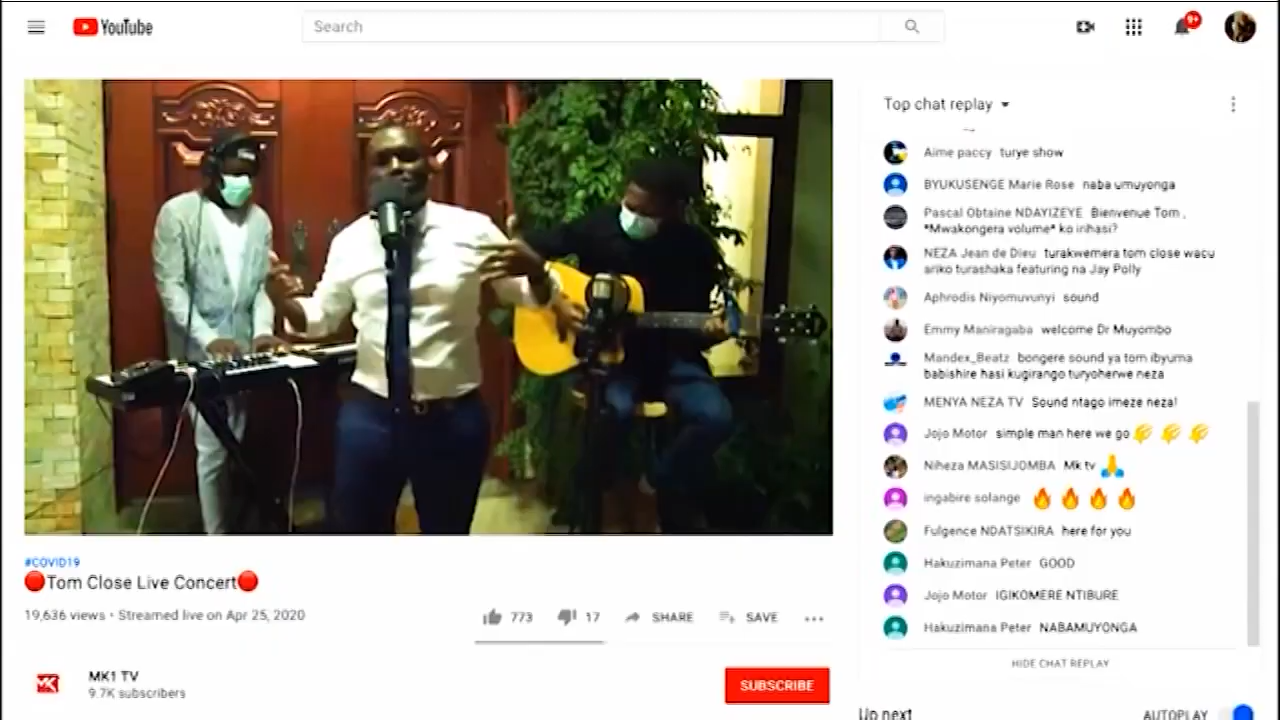 YouTube
Search
9+
Top chat replay
Aime paccy turye show
BYUKUSENGE Marie Rose naba umuyonga
Pascal Obtaine NDAYIZEYE Bienvenue Tom ,
*Mwakongera volume* ko irihasi?
NEZA Jean de Dieu turakwemera tom close wacu
ariko turashaka featuring na Jay Polly
Aphrodis Niyomuvunyi sound
Emmy Maniragaba welcome Dr Muyombo
Mandex_Beatz bongere sound ya tom ibyuma
babishire hasi kugirango turyoherwe neza
MENYA NEZA TV Sound ntago imeze neza!
Jojo Motor simple man here we go
Niheza MASISIJOMBA Mk tv 🙏
ingabire solange 🔥 🔥 🔥 🔥
Fulgence NDATSIKIRA here for you
Hakuzimana Peter GOOD
Jojo Motor IGIKOMERE NTIBURE
Hakuzimana Peter NABAMUYONGA
HIDE CHAT REPLAY
#COVID19
🔴Tom Close Live Concert🔴
19,636 views • Streamed live on Apr 25, 2020
773 17 SHARE SAVE
MK MK1 TV
9.7K subscribers
SUBSCRIBE
Up next AUTOPLAY